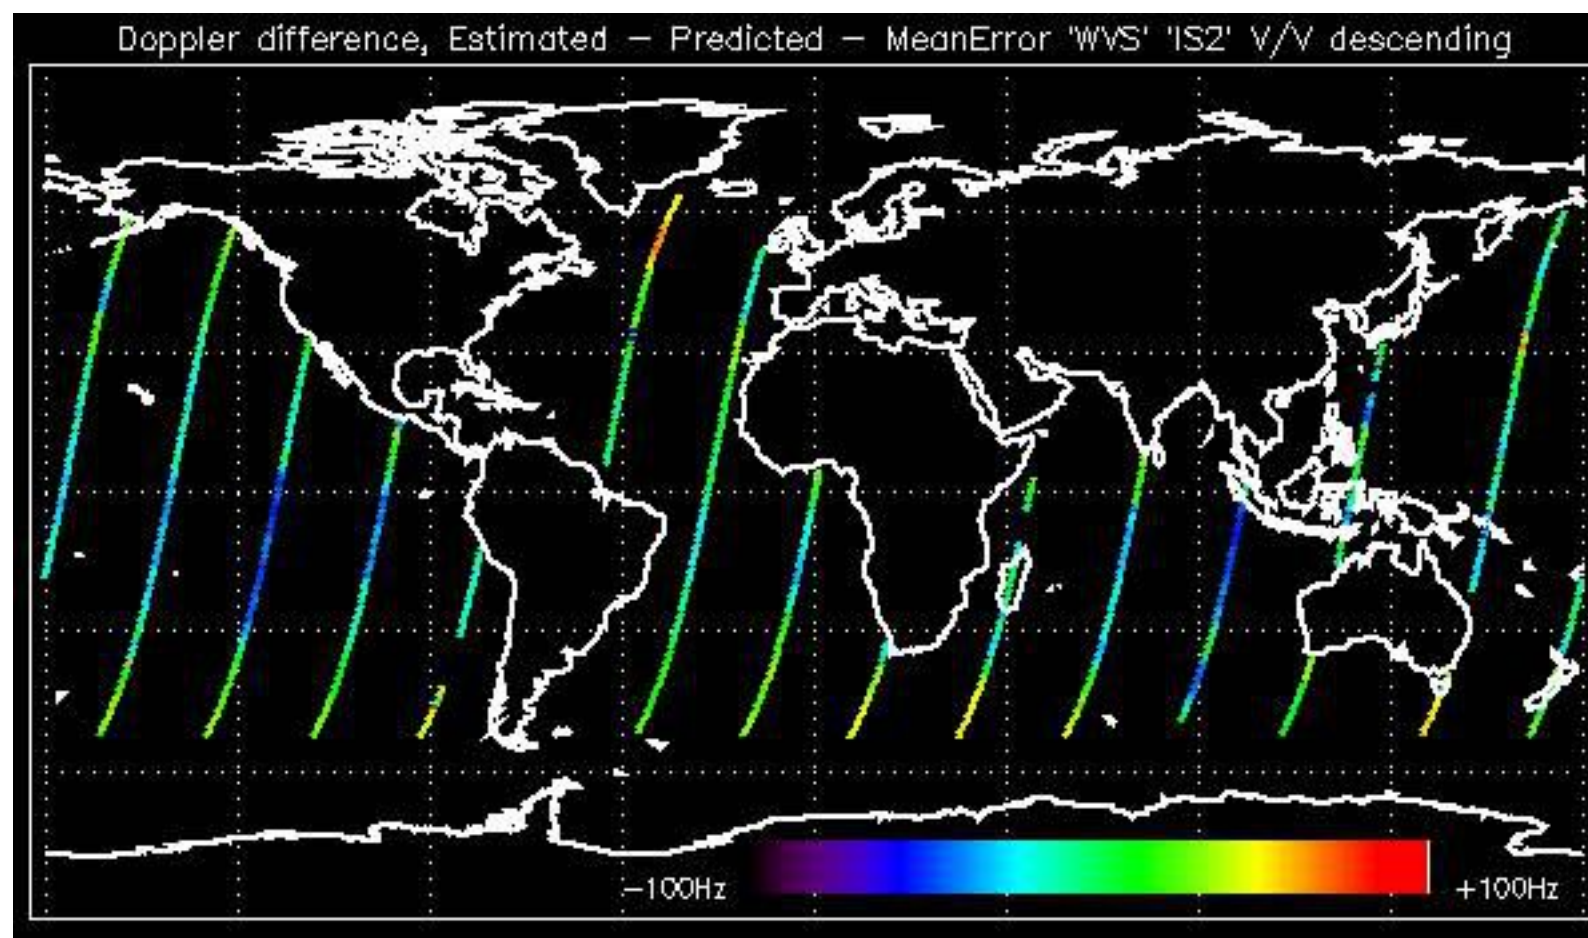 Doppler difference, Estimated – Predicted – MeanError 'WVS' 'IS2' V/V descending
–100Hz +100Hz